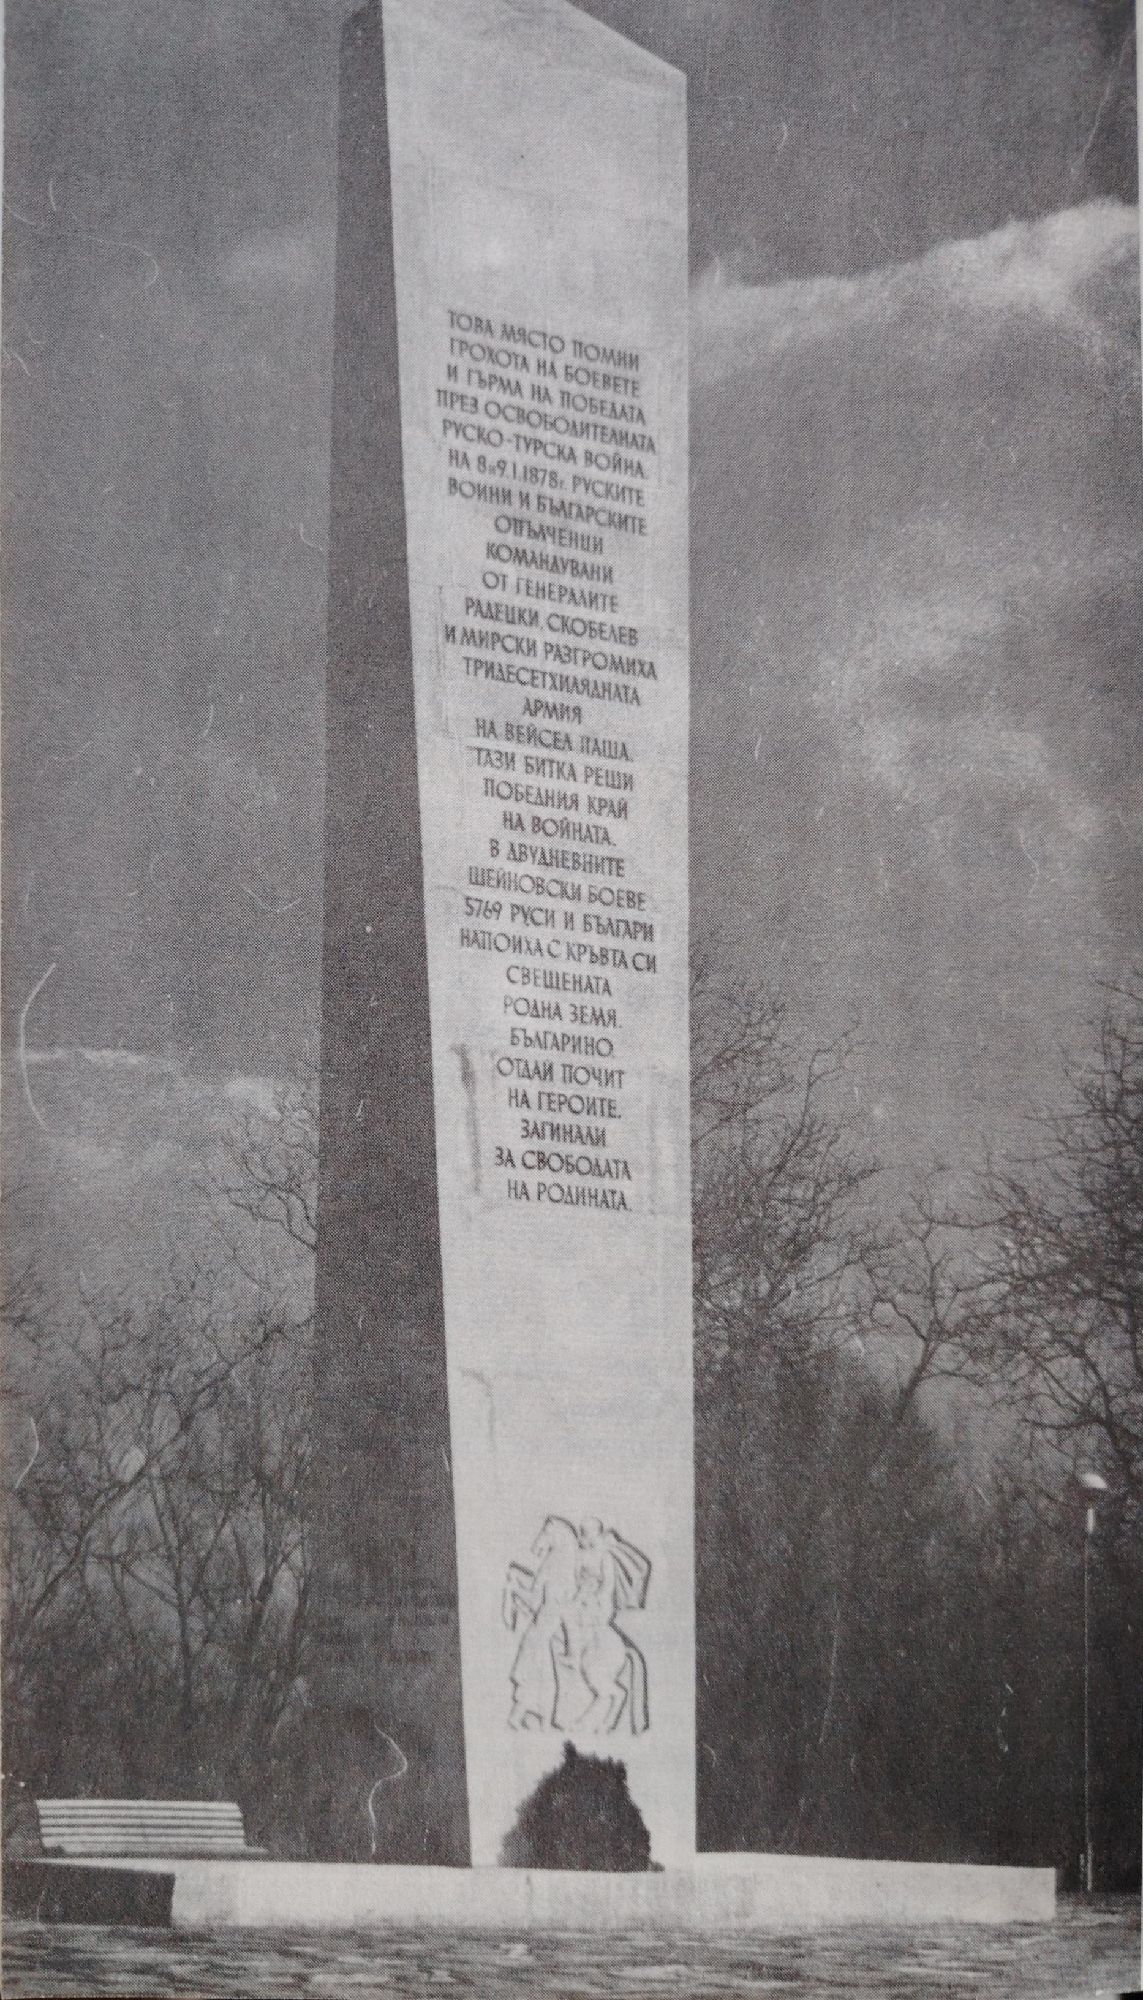 ТОВА МЯСТО ПОМНИ
ГРОХОТА НА БОЕВЕТЕ
И ГЪРМА НА ПОБЕДАТА
ПРЕЗ ОСВОБОДИТЕЛНАТА
РУСКО-ТУРСКА ВОЙНА.
НА 8 и 9.I.1878г. РУСКИТЕ
ВОИНИ И БЪЛГАРСКИТЕ
ОПЪЛЧЕНЦИ
КОМАНДУВАНИ
ОТ ГЕНЕРАЛИТЕ
РАДЕЦКИ, СКОБЕЛЕВ
И МИРСКИ РАЗГРОМИХА
ТРИДЕСЕТХИЛЯДНАТА
АРМИЯ
НА ВЕЙСЕЛ ПАША.
ТАЗИ БИТКА РЕШИ
ПОБЕДНИЯ КРАЙ
НА ВОЙНАТА.
В ДВУДНЕВНИТЕ
ШЕЙНОВСКИ БОЕВЕ
5769 РУСИ И БЪЛГАРИ
НАПОИХА С КРЪВТА СИ
СВЕЩЕНАТА
РОДНА ЗЕМЯ.
БЪЛГАРИНО,
ОТДАЙ ПОЧИТ
НА ГЕРОИТЕ,
ЗАГИНАЛИ
ЗА СВОБОДАТА
НА РОДИНАТА.